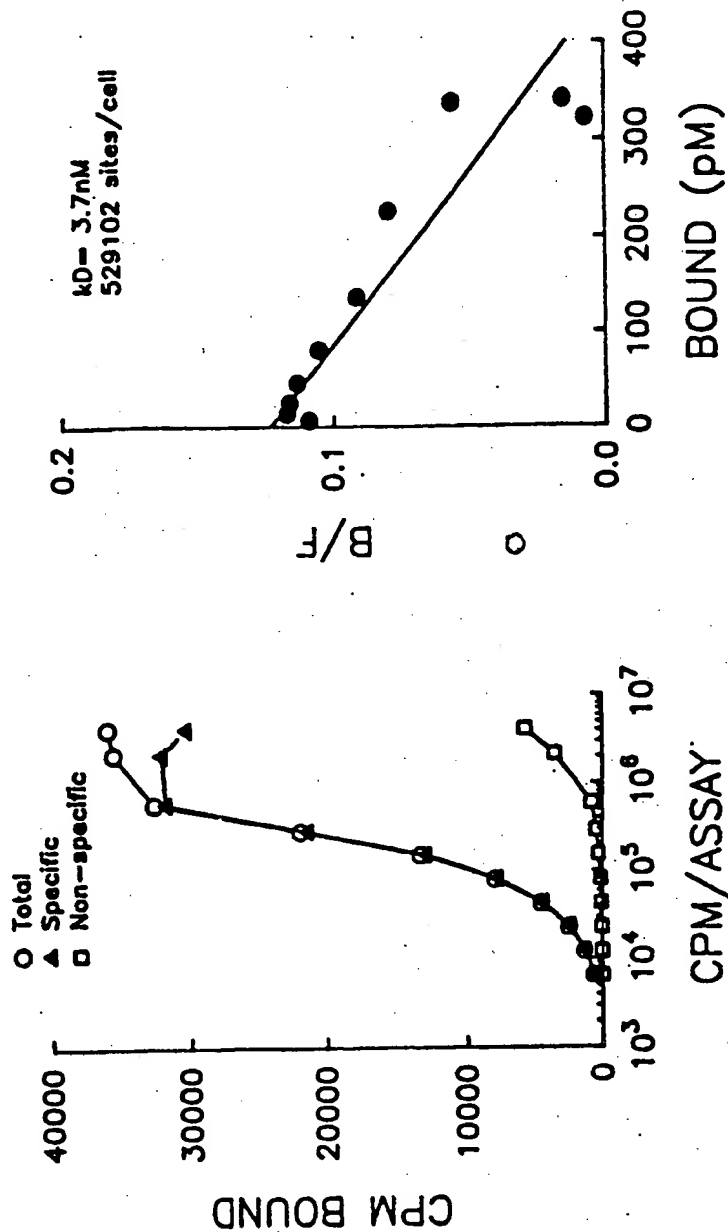 ○ Total
▲ Specific
□ Non-specific
40000
30000
20000
10000
0
CPM BOUND
10³
10⁴
10⁵
10⁶
10⁷
CPM/ASSAY
kD= 3.7nM
529102 sites/cell
0.2
0.1
0.0
B/F
0
100
200
300
400
BOUND (pM)